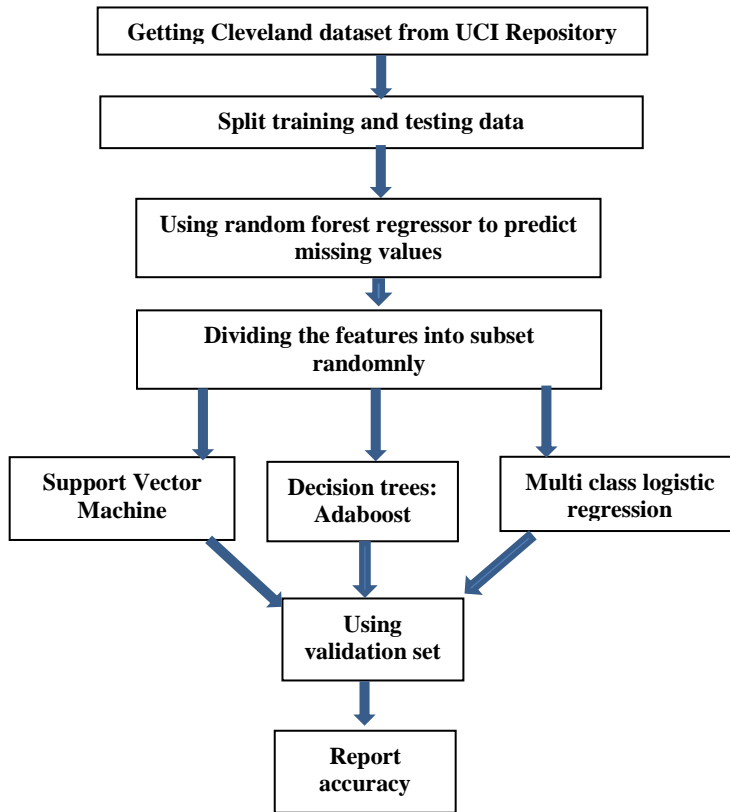 Getting Cleveland dataset from UCI Repository
Split training and testing data
Using random forest regressor to predict
missing values
Dividing the features into subset
randomnly
Support Vector
Machine
Decision trees:
Adaboost
Multi class logistic
regression
Using
validation set
Report
accuracy